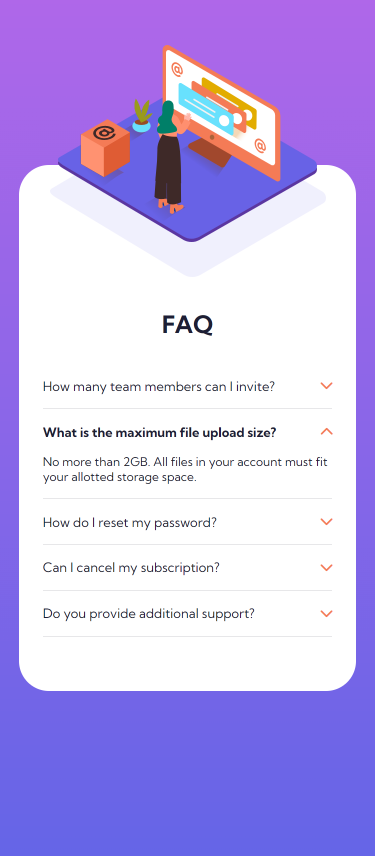 FAQ
How many team members can I invite?
What is the maximum file upload size?
No more than 2GB. All files in your account must fit
your allotted storage space.
How do I reset my password?
Can I cancel my subscription?
Do you provide additional support?